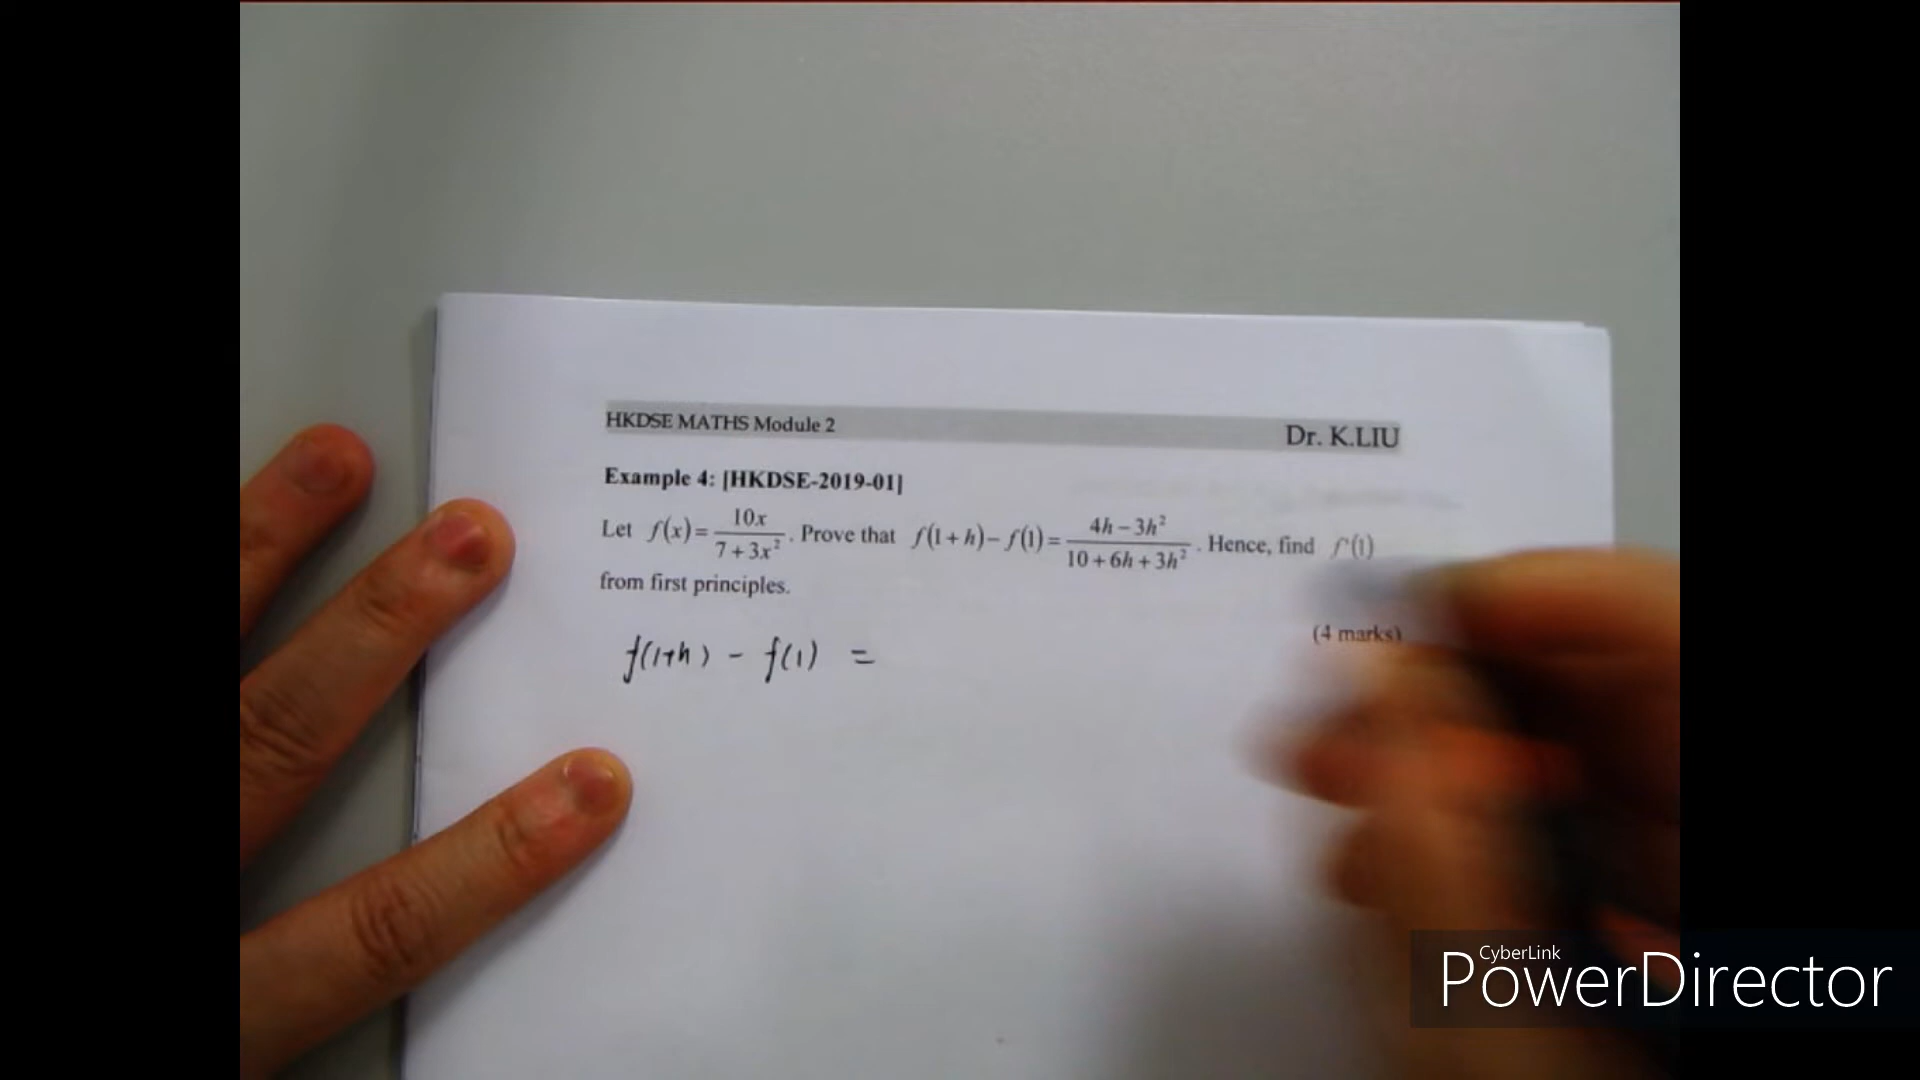 HKDSE MATHS Module 2 Dr. K.LIU
Example 4: [HKDSE-2019-01]
Let f(x) = 10x / (7 + 3x²). Prove that f(1+h) − f(1) = (4h − 3h²) / (10 + 6h + 3h²). Hence, find f'(1)
from first principles.
(4 marks)
f(1+h) − f(1) =
CyberLink
PowerDirector